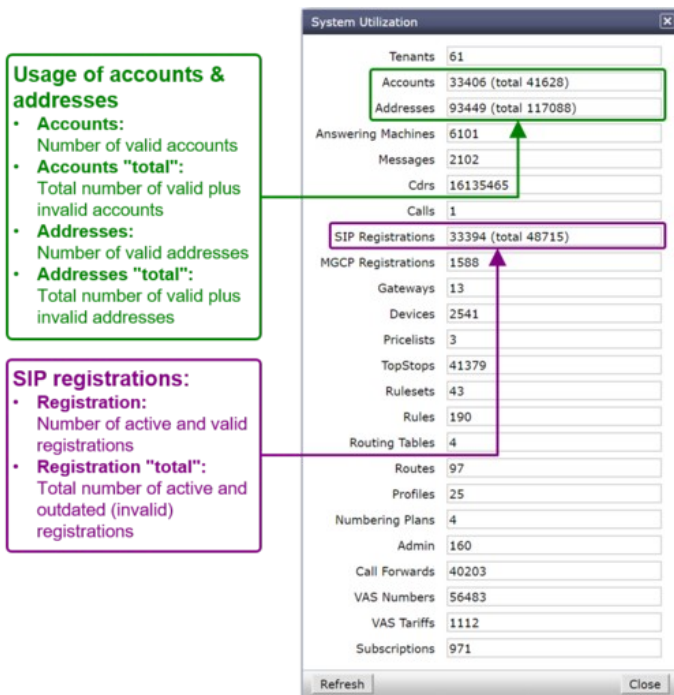 System Utilization
Usage of accounts &
addresses
• Accounts:
Number of valid accounts
• Accounts "total":
Total number of valid plus
invalid accounts
• Addresses:
Number of valid addresses
• Addresses "total":
Total number of valid plus
invalid addresses
SIP registrations:
• Registration:
Number of active and valid
registrations
• Registration "total":
Total number of active and
outdated (invalid)
registrations
Tenants 61
Accounts 33406 (total 41628)
Addresses 93449 (total 117088)
Answering Machines 6101
Messages 2102
Cdrs 16135465
Calls 1
SIP Registrations 33394 (total 48715)
MGCP Registrations 1588
Gateways 13
Devices 2541
Pricelists 3
TopStops 41379
Rulesets 43
Rules 190
Routing Tables 4
Routes 97
Profiles 25
Numbering Plans 4
Admin 160
Call Forwards 40203
VAS Numbers 56483
VAS Tariffs 1112
Subscriptions 971
Refresh Close